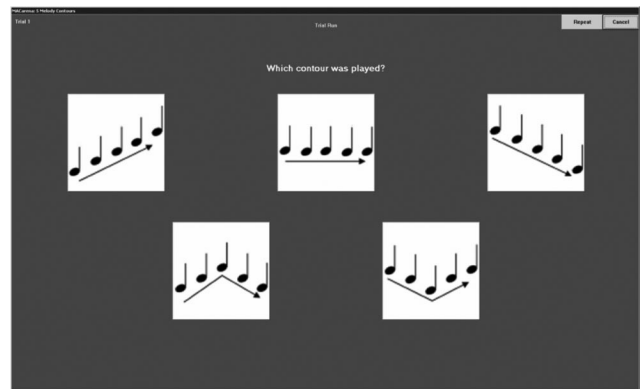 MACarena: 5 Melody Contours
Trial 1
Trial Run
Repeat
Cancel
Which contour was played?